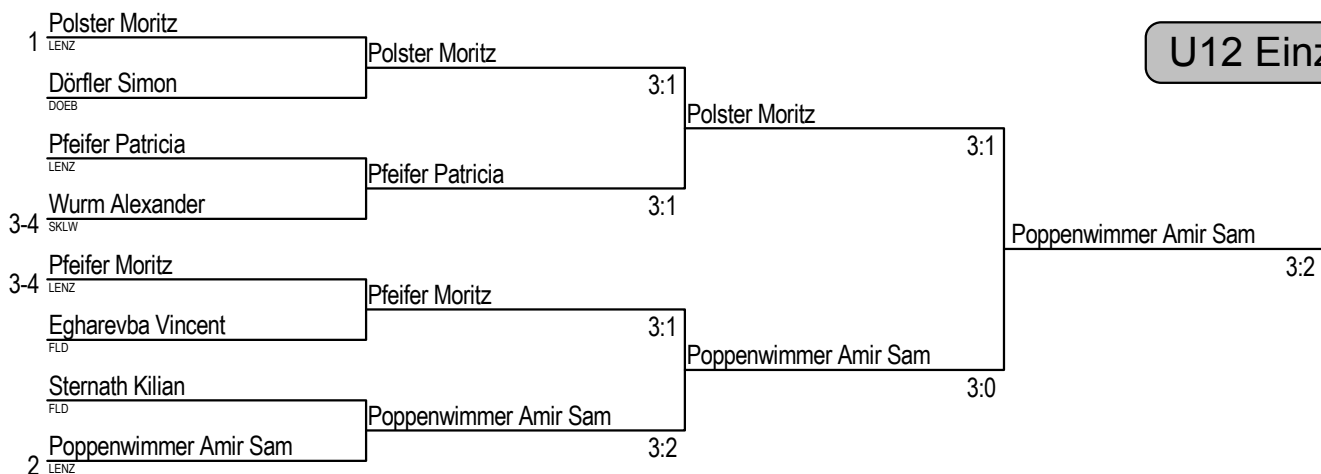 U12 Einz
1 Polster Moritz
LENZ
Dörfler Simon
DOEB
Pfeifer Patricia
LENZ
3-4 Wurm Alexander
SKLW
3-4 Pfeifer Moritz
LENZ
Egharevba Vincent
FLD
Sternath Kilian
FLD
2 Poppenwimmer Amir Sam
LENZ
Polster Moritz
3:1
Pfeifer Patricia
3:1
Pfeifer Moritz
3:1
Poppenwimmer Amir Sam
3:2
Polster Moritz
3:1
Poppenwimmer Amir Sam
3:0
Poppenwimmer Amir Sam
3:2